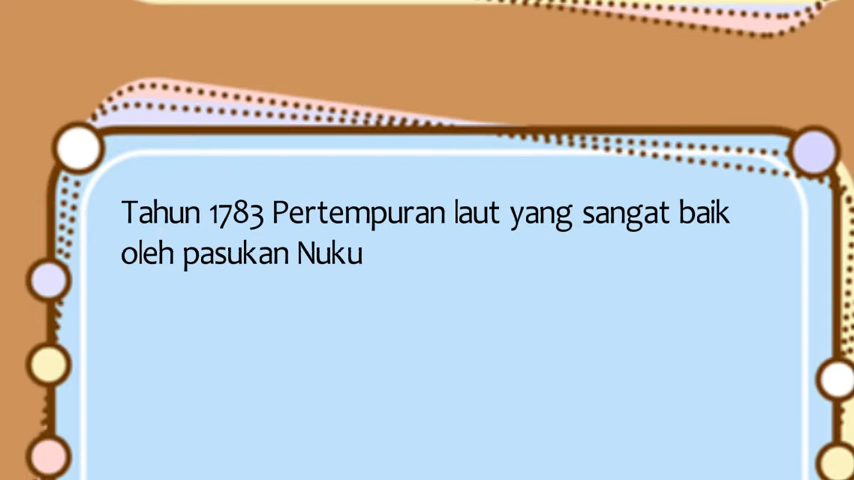 Tahun 1783 Pertempuran laut yang sangat baik
oleh pasukan Nuku